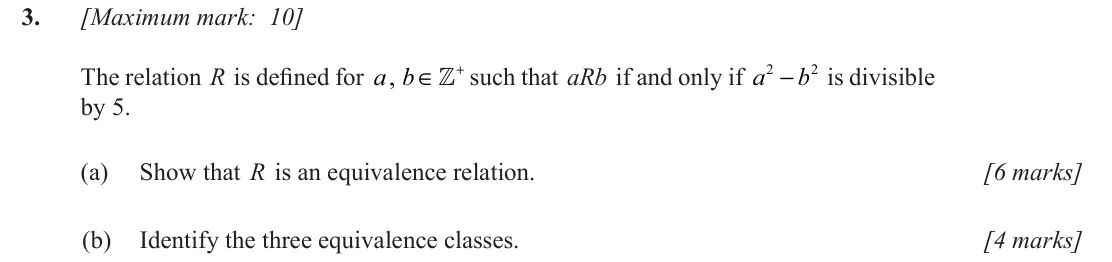 3. [Maximum mark: 10]
The relation R is defined for a, b ∈ ℤ⁺ such that aRb if and only if a² − b² is divisible
by 5.
(a) Show that R is an equivalence relation. [6 marks]
(b) Identify the three equivalence classes. [4 marks]